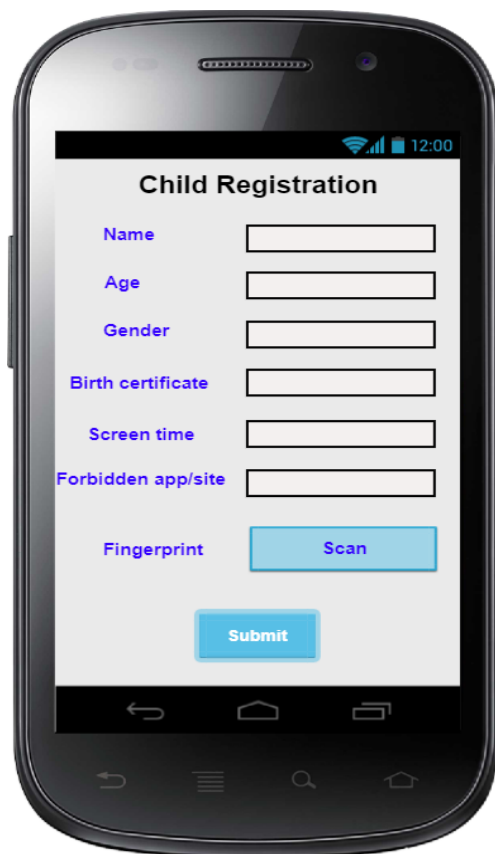 12:00
Child Registration
Name
Age
Gender
Birth certificate
Screen time
Forbidden app/site
Fingerprint Scan
Submit